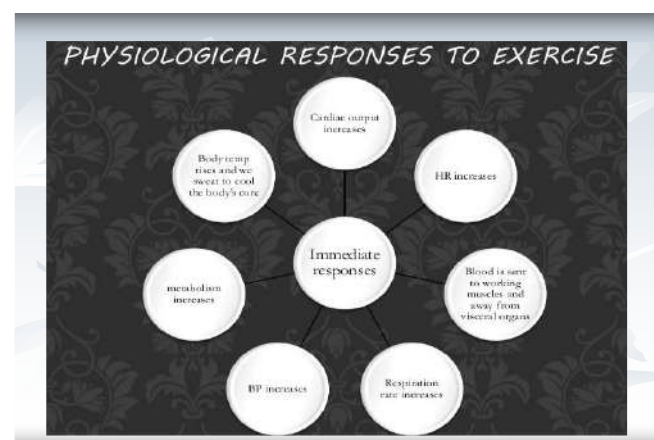 PHYSIOLOGICAL RESPONSES TO EXERCISE
Cardiac output
increases
HR increases
Blood is sent
to working
muscles and
away from
visceral organs
Respiration
rate increases
BP increases
metabolism
increases
Body temp
rises and we
sweat to cool
the body's core
Immediate
responses